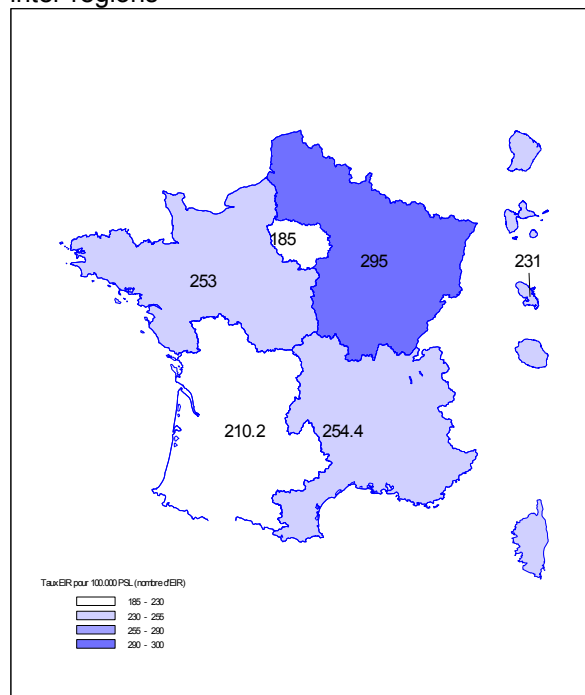 inter-régions
185
295
231
253
210.2
254.4
Taux EIR pour 100.000 PSL (nombre d'EIR)
185 - 230
230 - 255
255 - 290
290 - 300